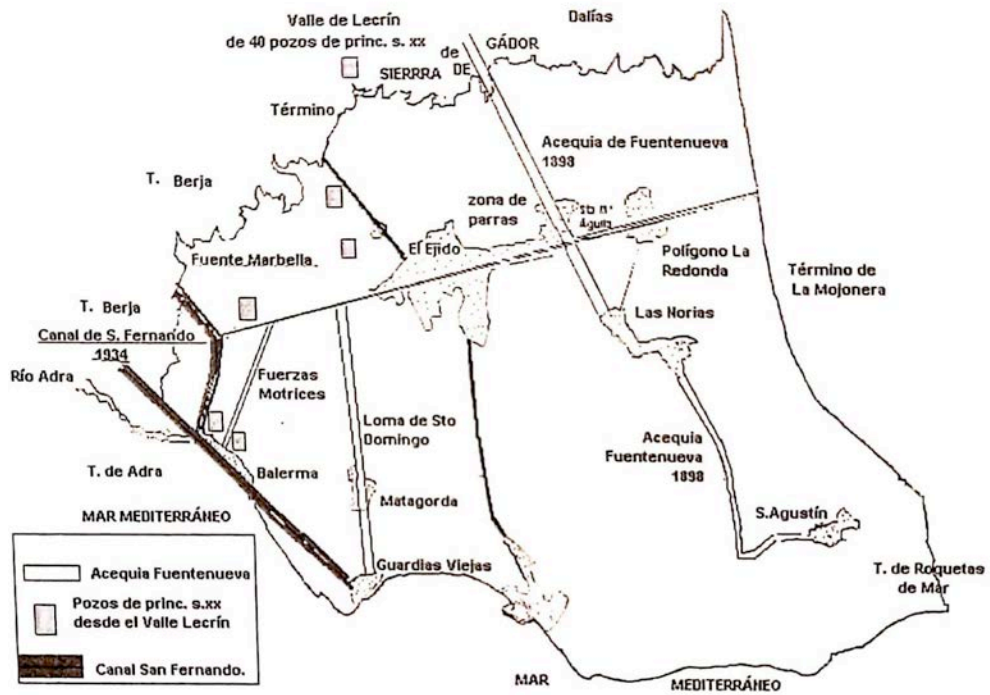 Valle de Lecrín
de 40 pozos de princ. s. xx
Dalías
SIERRRA DE
de
GÁDOR
Término
Acequia de Fuentenueva
1898
T. Berja
zona de
parras
El Ejido
Fuente Marbella
Polígono La
Redonda
Término de
La Mojonera
T. Berja
Las Norias
Canal de S. Fernando
1934
Río Adra
Fuerzas
Motrices
Loma de Sto
Domingo
Acequia
Fuentenueva
1898
T. de Adra
Balerma
Matagorda
S.Agustín
MAR MEDITERRÁNEO
Guardias Viejas
T. de Roquetas
de Mar
Acequia Fuentenueva
Pozos de princ. s.xx
desde el Valle Lecrín
Canal San Fernando.
MAR
MEDITERRÁNEO